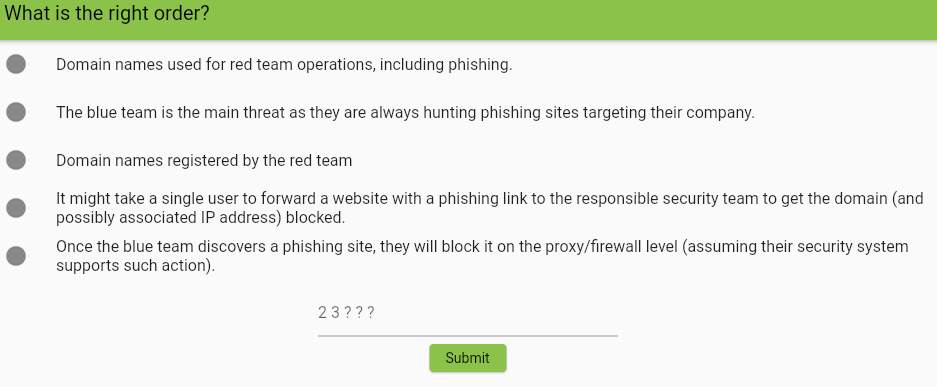 What is the right order?
Domain names used for red team operations, including phishing.
The blue team is the main threat as they are always hunting phishing sites targeting their company.
Domain names registered by the red team
It might take a single user to forward a website with a phishing link to the responsible security team to get the domain (and
possibly associated IP address) blocked.
Once the blue team discovers a phishing site, they will block it on the proxy/firewall level (assuming their security system
supports such action).
2 3 ? ? ?
Submit